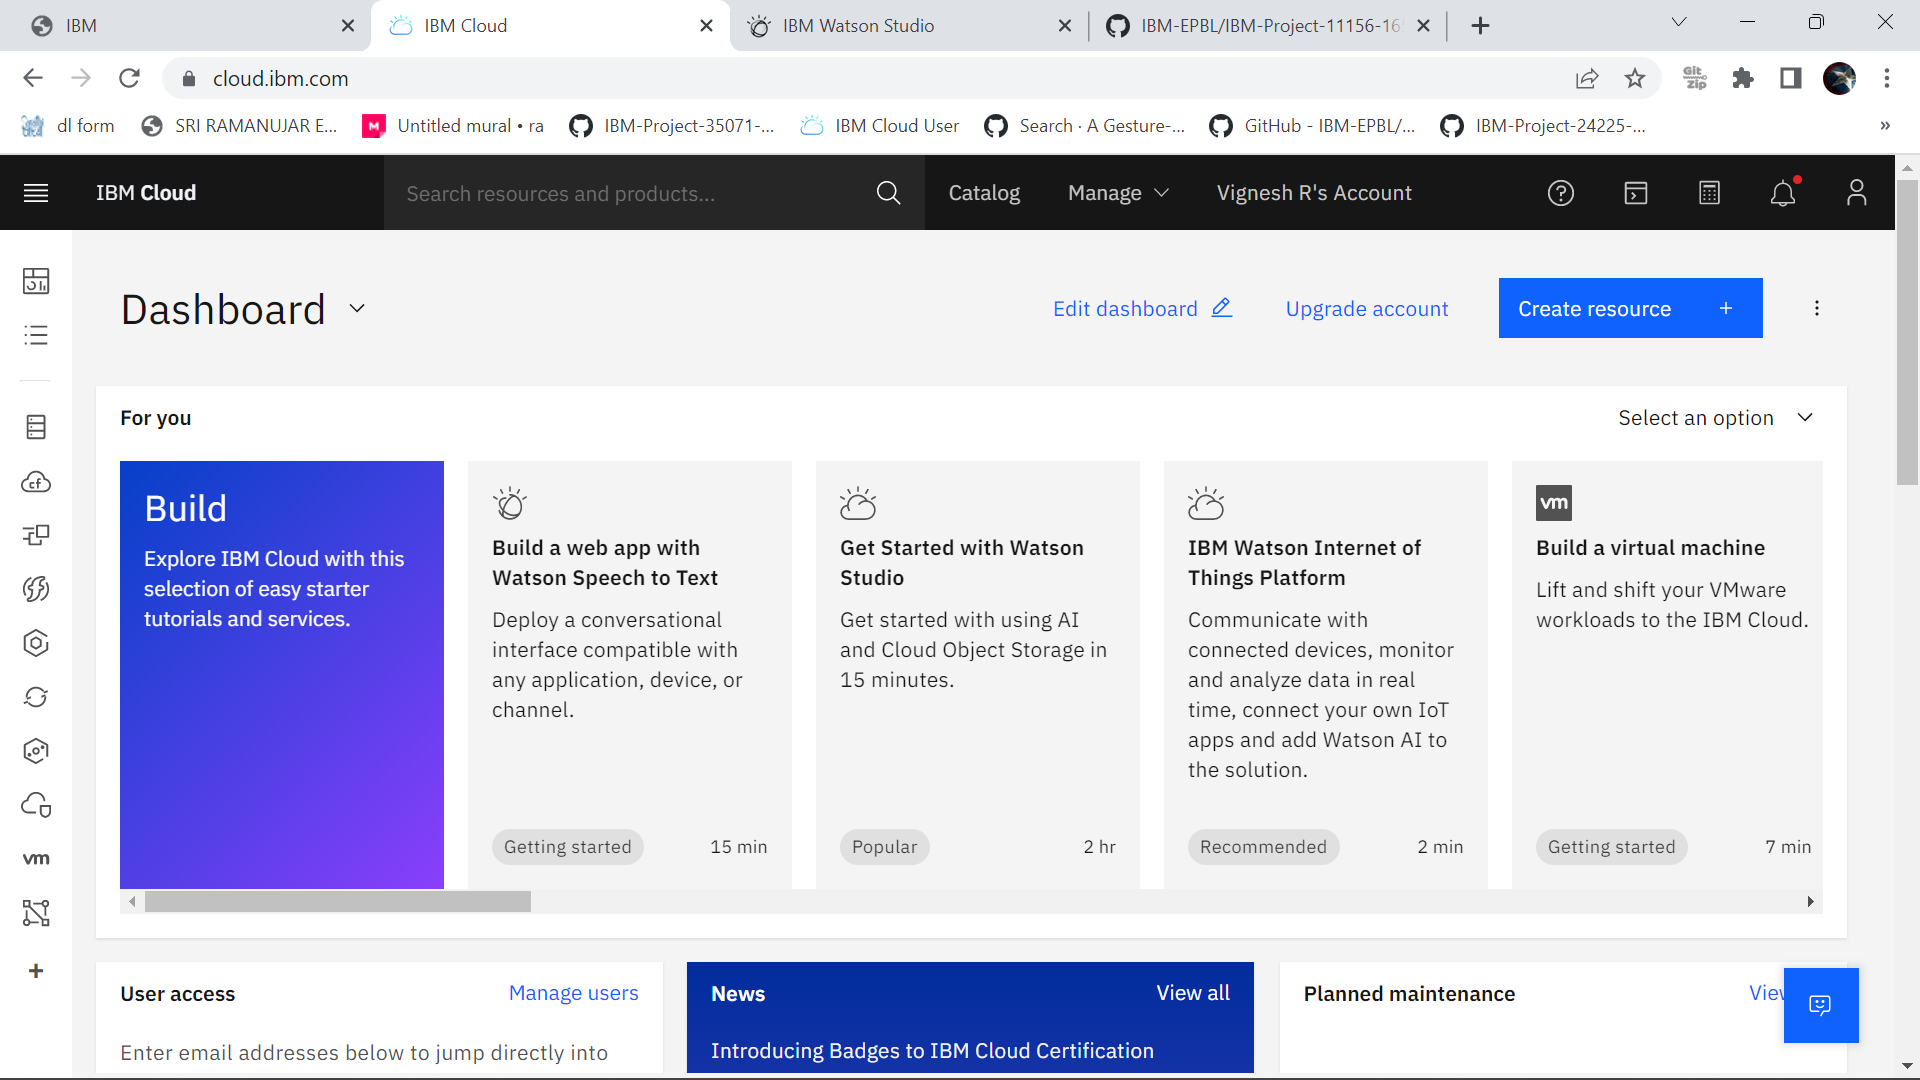 IBM
IBM Cloud
IBM Watson Studio
IBM-EPBL/IBM-Project-11156-16
cloud.ibm.com
Git Zip
dl form
SRI RAMANUJAR E...
M
Untitled mural • ra
IBM-Project-35071-...
IBM Cloud User
Search · A Gesture-...
GitHub - IBM-EPBL/...
IBM-Project-24225-...
»
IBM Cloud
Search resources and products...
Catalog
Manage
Vignesh R's Account
Dashboard
Edit dashboard
Upgrade account
Create resource +
For you
Select an option
Build
Explore IBM Cloud with this
selection of easy starter
tutorials and services.
Build a web app with
Watson Speech to Text
Deploy a conversational
interface compatible with
any application, device, or
channel.
Getting started
15 min
Get Started with Watson
Studio
Get started with using AI
and Cloud Object Storage in
15 minutes.
Popular
2 hr
IBM Watson Internet of
Things Platform
Communicate with
connected devices, monitor
and analyze data in real
time, connect your own IoT
apps and add Watson AI to
the solution.
Recommended
2 min
vm
Build a virtual machine
Lift and shift your VMware
workloads to the IBM Cloud.
Getting started
7 min
cf
vm
User access
Manage users
Enter email addresses below to jump directly into
News
View all
Introducing Badges to IBM Cloud Certification
Planned maintenance
View